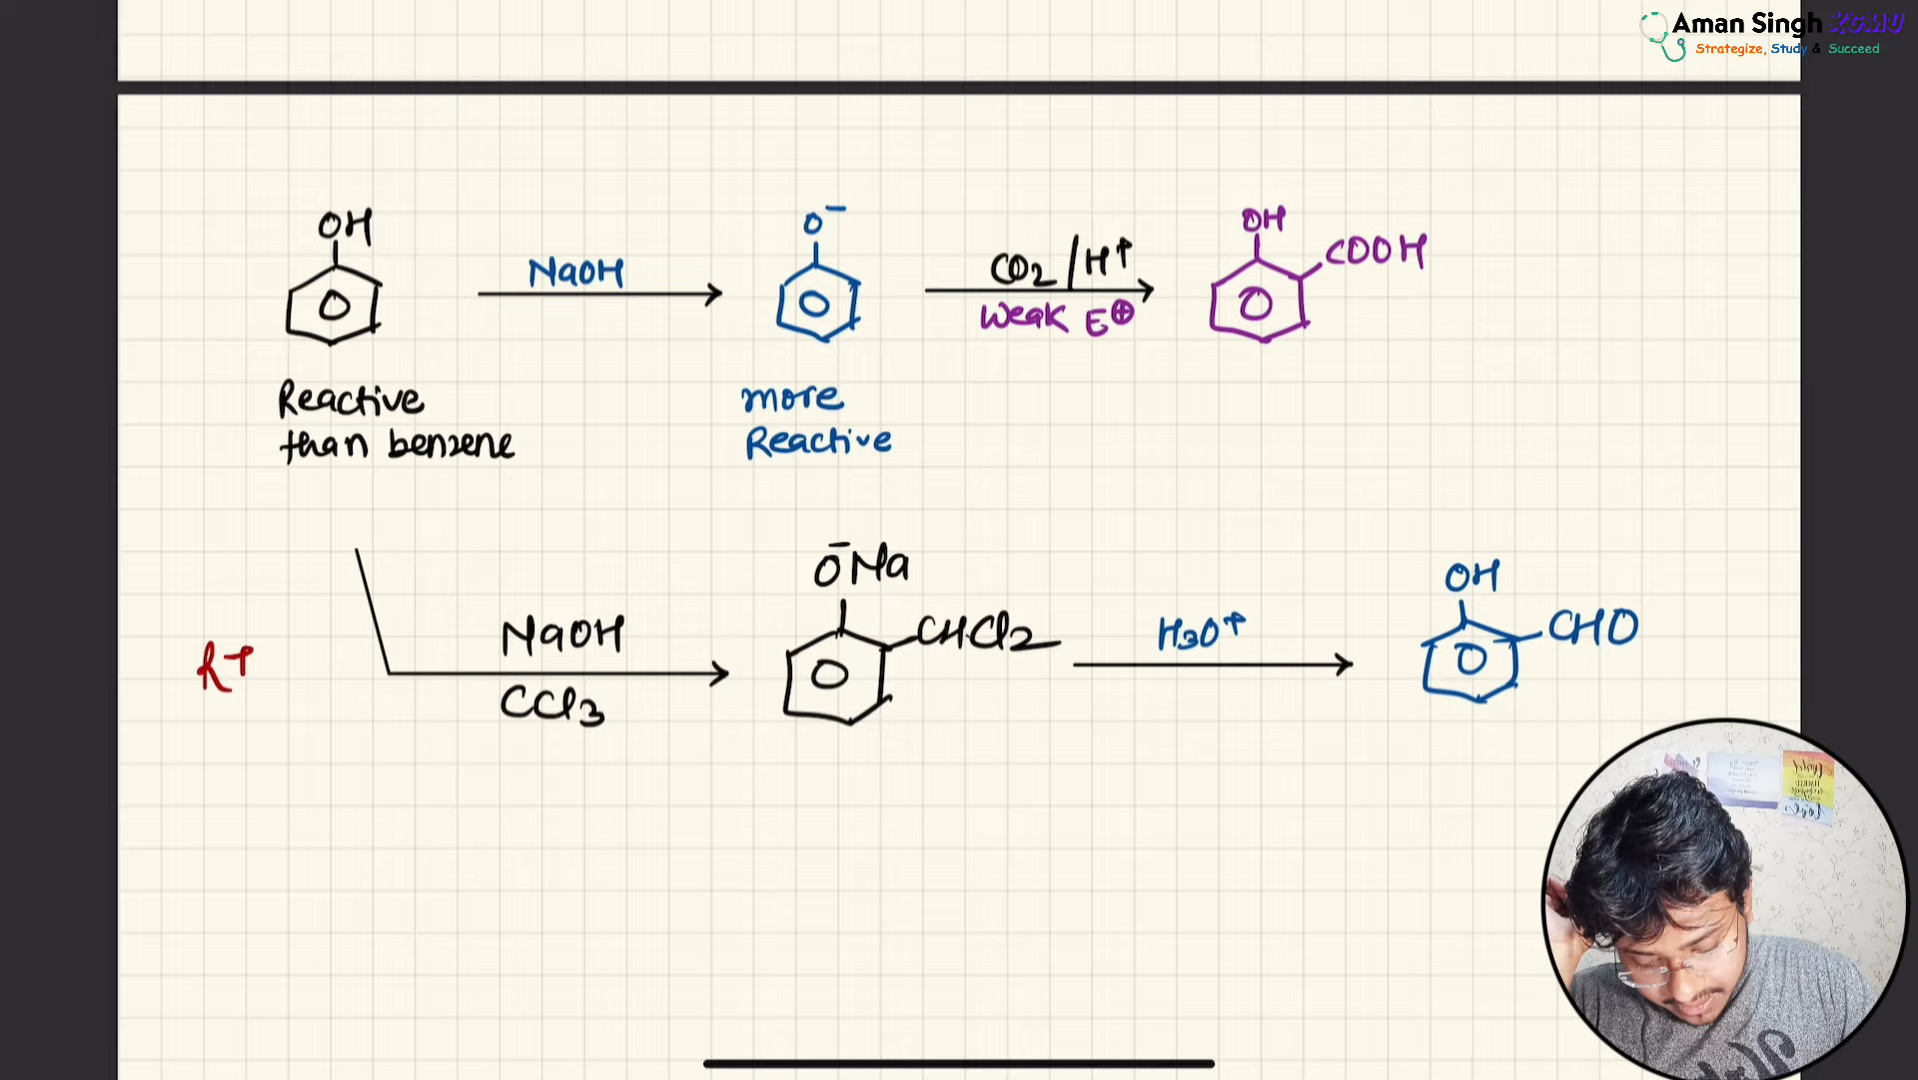 Aman Singh XGMU
Strategize, Study & Succeed
OH
NaOH
O⁻
CO2/H+
Weak E⊕
OH
COOH
Reactive
than benzene
more
Reactive
R+
NaOH
CCl3
ŌNa
CHCl2
H3O+
OH
CHO